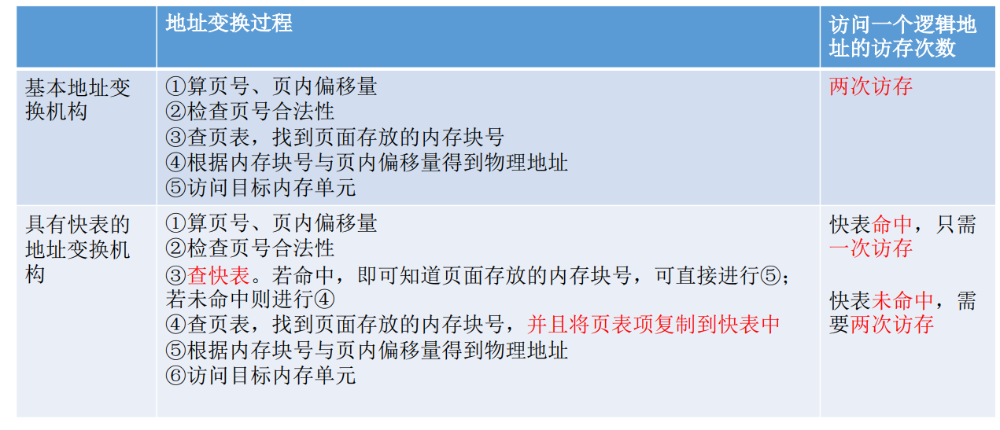 地址变换过程
访问一个逻辑地
址的访存次数
基本地址变
换机构
①算页号、页内偏移量
②检查页号合法性
③查页表，找到页面存放的内存块号
④根据内存块号与页内偏移量得到物理地址
⑤访问目标内存单元
两次访存
具有快表的
地址变换机
构
①算页号、页内偏移量
②检查页号合法性
③查快表。若命中，即可知道页面存放的内存块号，可直接进行⑤；
若未命中则进行④
④查页表，找到页面存放的内存块号，并且将页表项复制到快表中
⑤根据内存块号与页内偏移量得到物理地址
⑥访问目标内存单元
快表命中，只需
一次访存
快表未命中，需
要两次访存